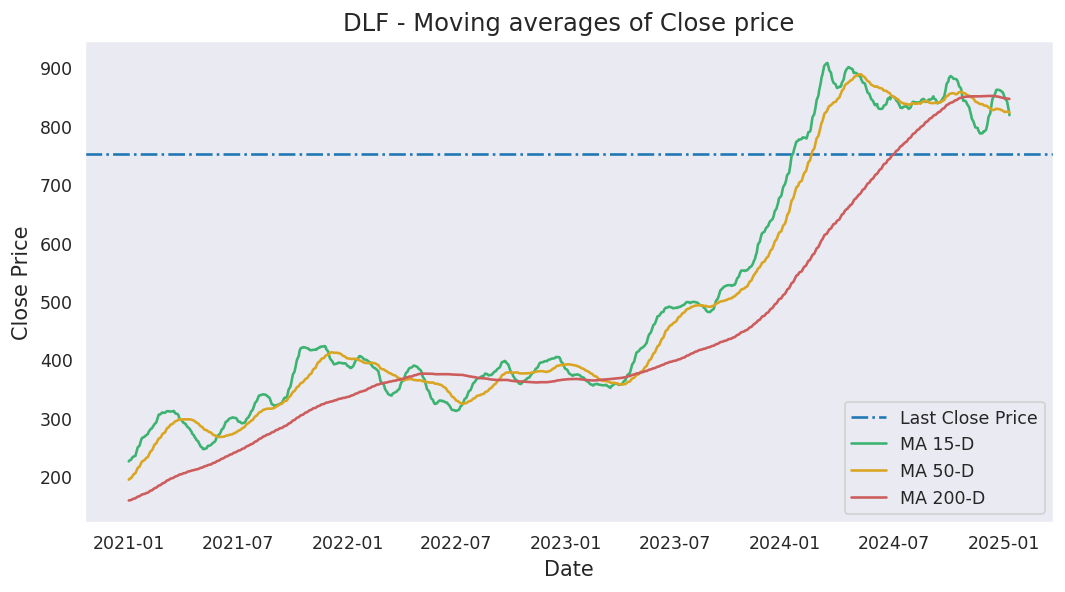 DLF - Moving averages of Close price
Close Price
900
800
700
600
500
400
300
200
2021-01 2021-07 2022-01 2022-07 2023-01 2023-07 2024-01 2024-07 2025-01
Date
Last Close Price
MA 15-D
MA 50-D
MA 200-D